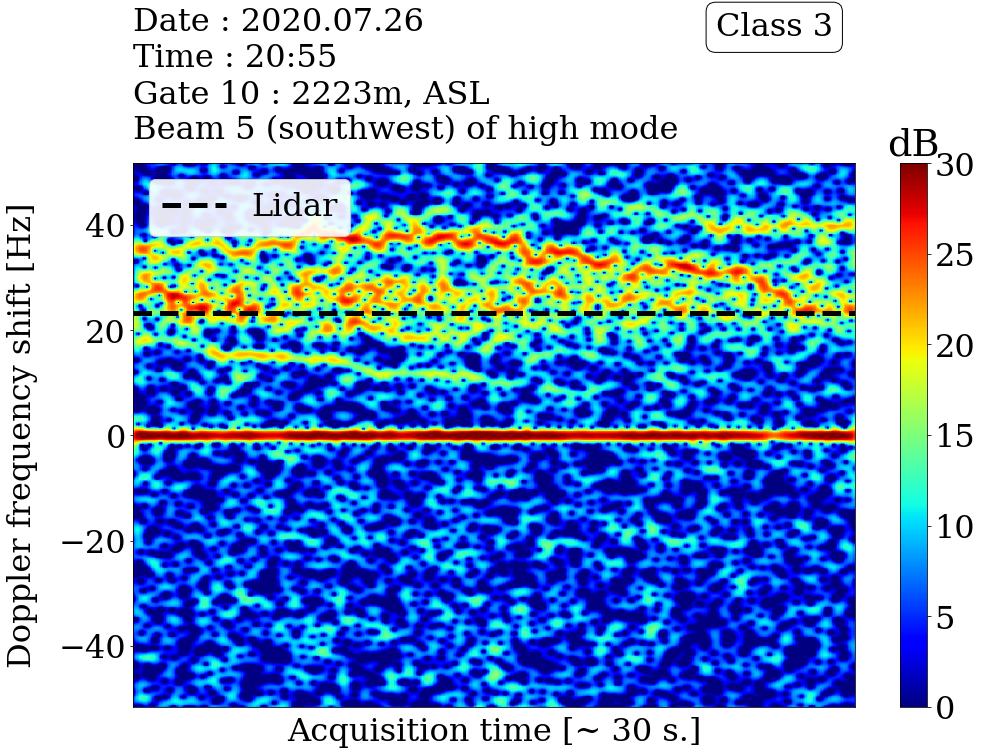 Date : 2020.07.26
Time : 20:55
Gate 10 : 2223m, ASL
Beam 5 (southwest) of high mode
Class 3
dB
Lidar
Doppler frequency shift [Hz]
40
20
0
−20
−40
30
25
20
15
10
5
0
Acquisition time [~ 30 s.]